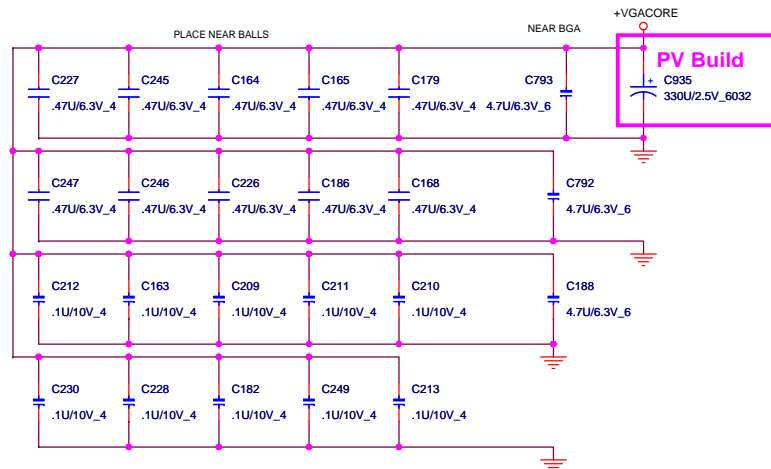 +VGACORE
PLACE NEAR BALLS
NEAR BGA
PV Build
C227 C245 C164 C165 C179 C793 C935
.47U/6.3V_4 .47U/6.3V_4 .47U/6.3V_4 .47U/6.3V_4 .47U/6.3V_4 4.7U/6.3V_6 + 330U/2.5V_6032
C247 C246 C226 C186 C168 C792
.47U/6.3V_4 .47U/6.3V_4 .47U/6.3V_4 .47U/6.3V_4 .47U/6.3V_4 4.7U/6.3V_6
C212 C163 C209 C211 C210 C188
.1U/10V_4 .1U/10V_4 .1U/10V_4 .1U/10V_4 .1U/10V_4 4.7U/6.3V_6
C230 C228 C182 C249 C213
.1U/10V_4 .1U/10V_4 .1U/10V_4 .1U/10V_4 .1U/10V_4